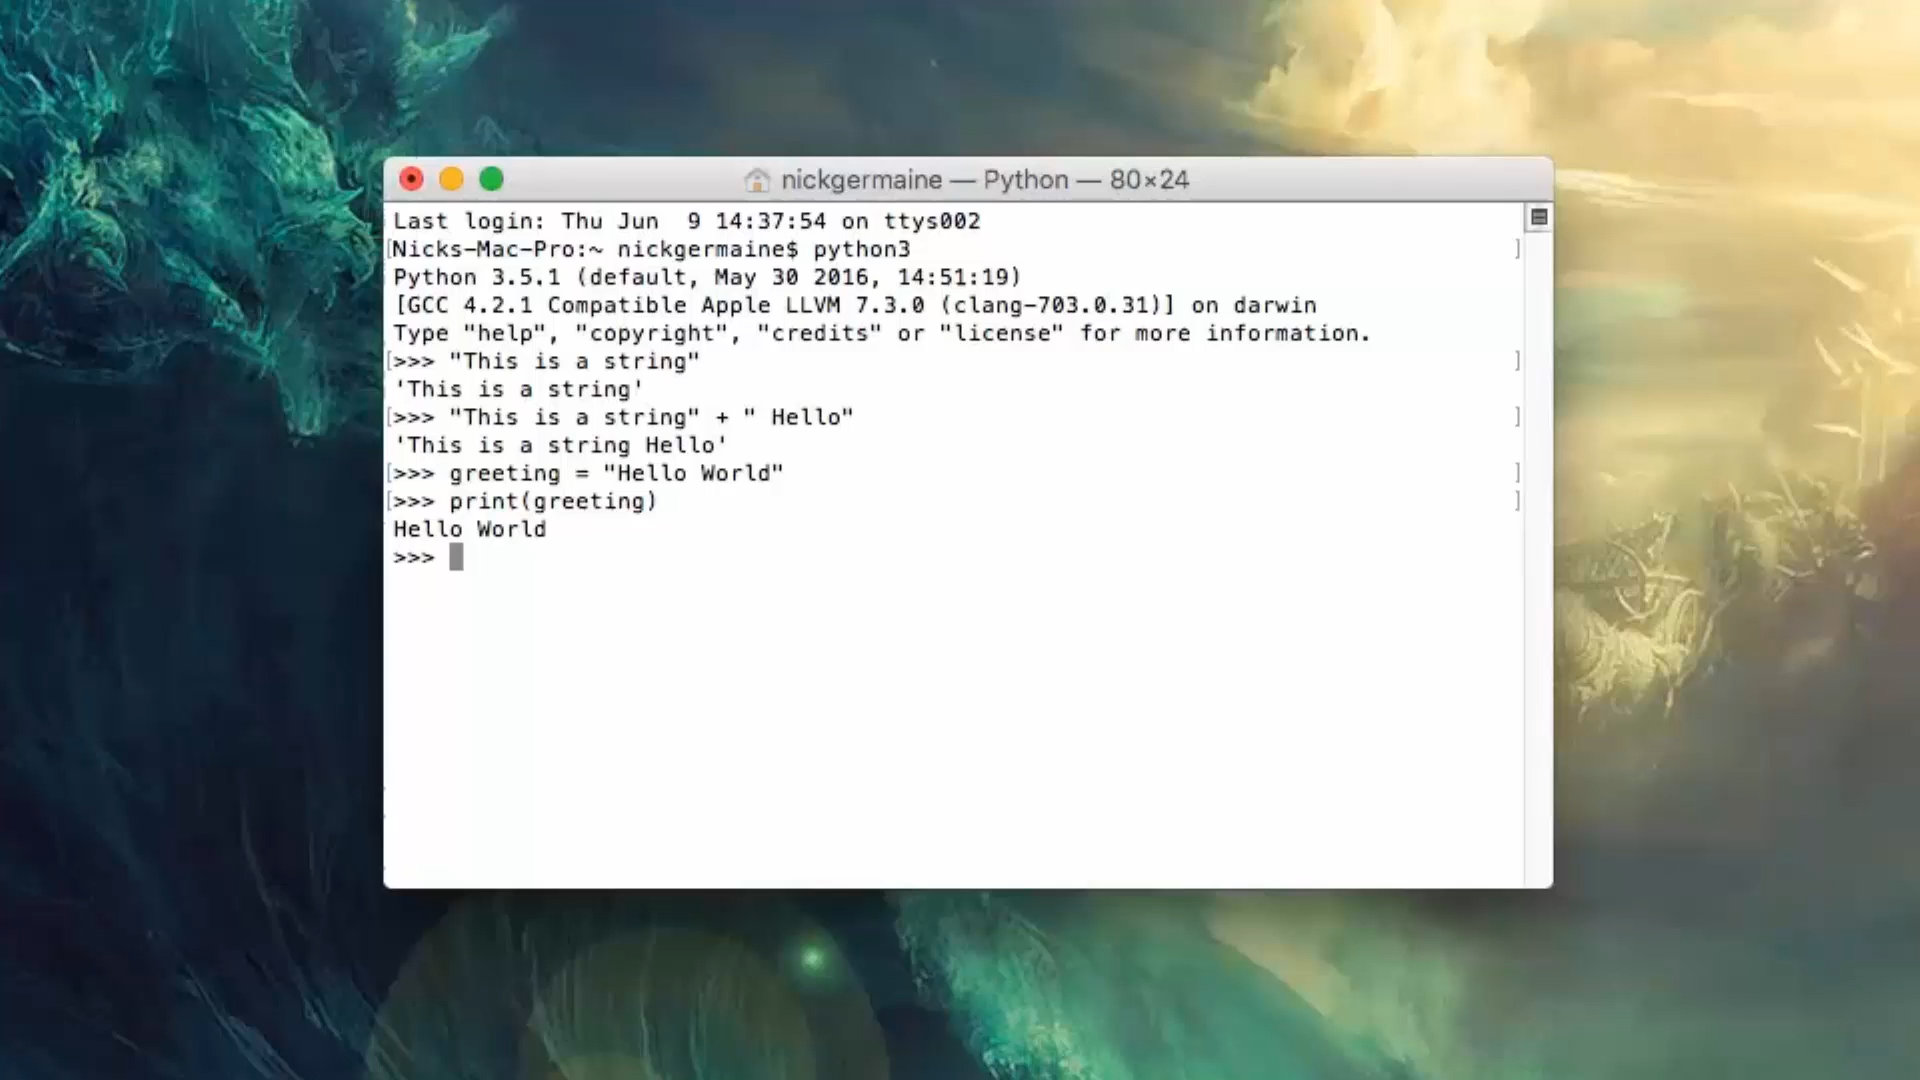 nickgermaine — Python — 80×24
Last login: Thu Jun  9 14:37:54 on ttys002
[Nicks-Mac-Pro:~ nickgermaine$ python3 ]
Python 3.5.1 (default, May 30 2016, 14:51:19)
[GCC 4.2.1 Compatible Apple LLVM 7.3.0 (clang-703.0.31)] on darwin
Type "help", "copyright", "credits" or "license" for more information.
[>>> "This is a string" ]
'This is a string'
[>>> "This is a string" + " Hello" ]
'This is a string Hello'
[>>> greeting = "Hello World" ]
[>>> print(greeting) ]
Hello World
>>>